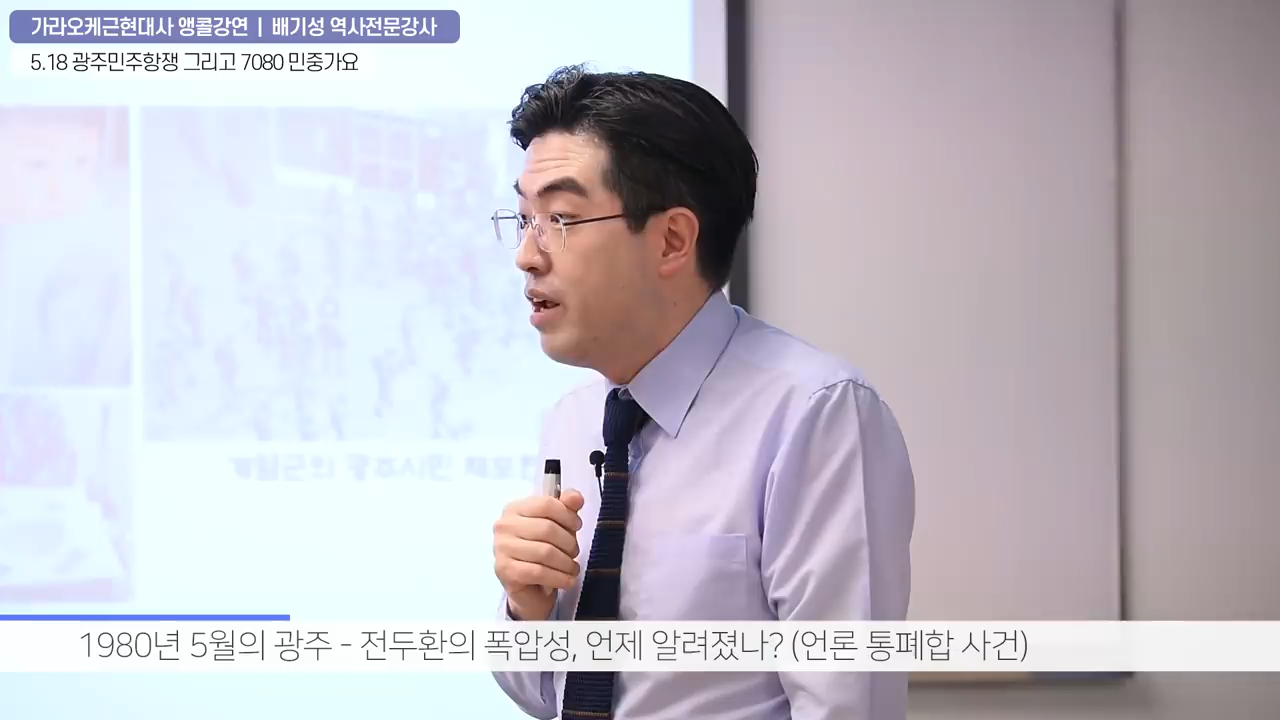 가라오케근현대사 앵콜강연 | 배기성 역사전문강사
5.18 광주민주항쟁 그리고 7080 민중가요
1980년 5월의 광주 - 전두환의 폭압성, 언제 알려졌나? (언론 통폐합 사건)